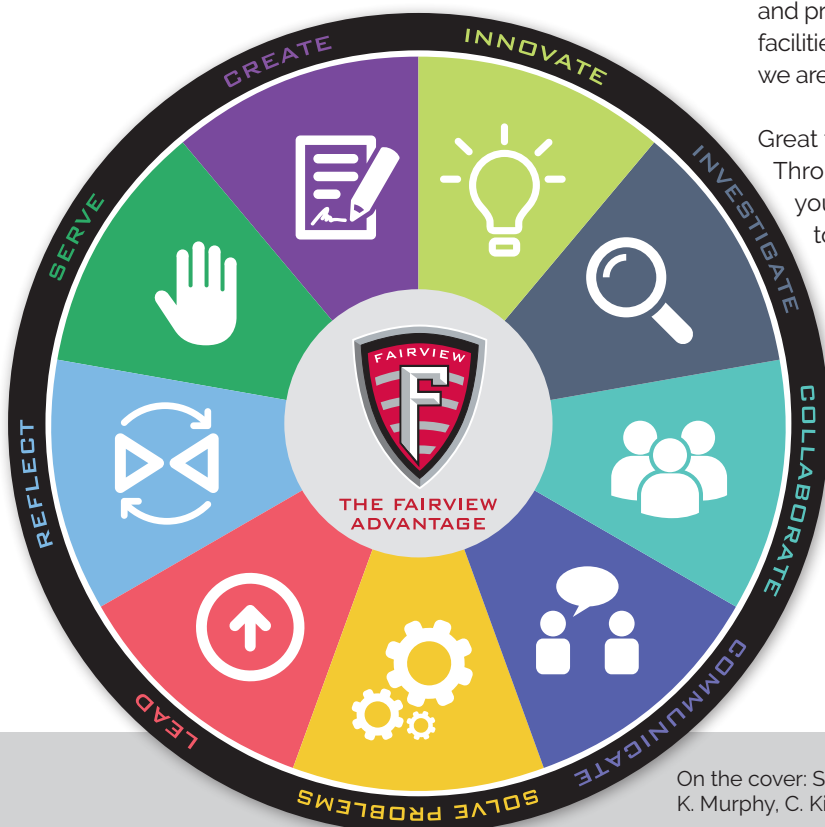 CREATE
INNOVATE
INVESTIGATE
COLLABORATE
COMMUNICATE
SOLVE PROBLEMS
LEAD
REFLECT
SERVE
FAIRVIEW
F
THE FAIRVIEW
ADVANTAGE
and
facilitie
we are
Great
Thro
you
to
On the cover: S
K. Murphy, C. Ki